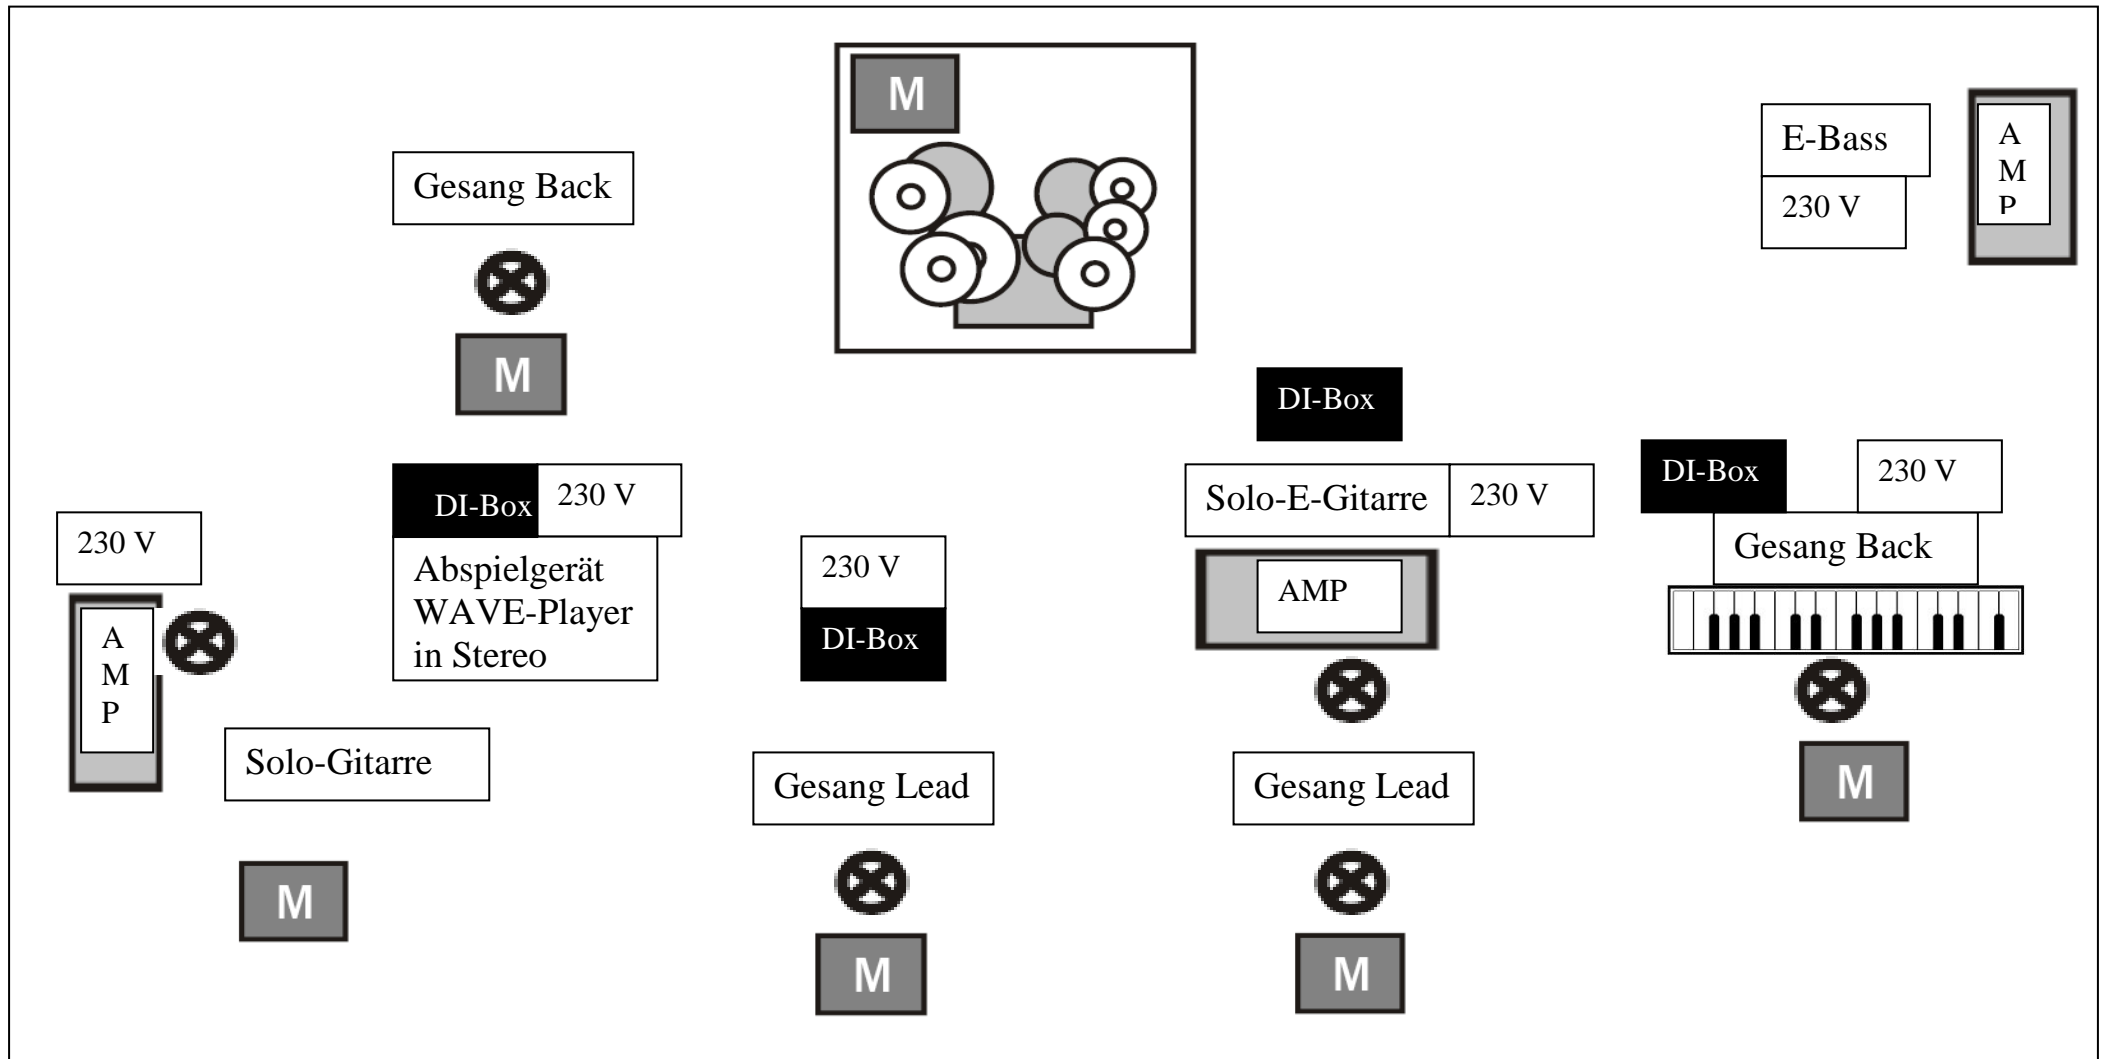 M
E-Bass
230 V
A
M
P
Gesang Back
M
DI-Box
DI-Box
230 V
Abspielgerät
WAVE-Player
in Stereo
Solo-E-Gitarre
230 V
DI-Box
230 V
Gesang Back
230 V
A
M
P
230 V
DI-Box
AMP
Solo-Gitarre
Gesang Lead
Gesang Lead
M
M
M
M